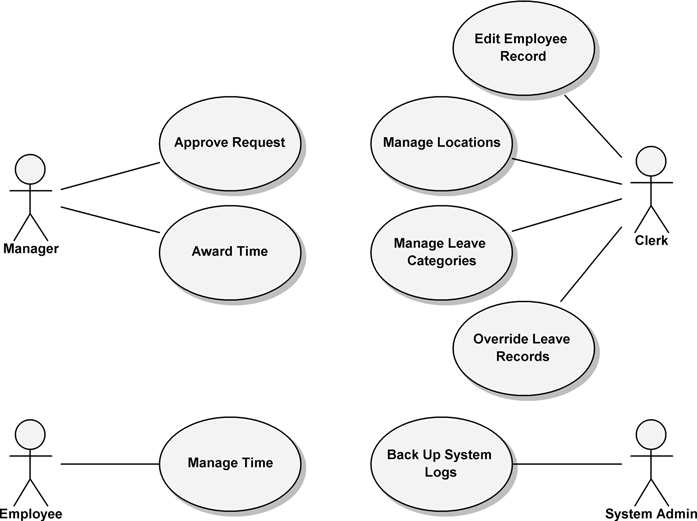 Edit Employee
Record
Approve Request
Manage Locations
Manager
Clerk
Award Time
Manage Leave
Categories
Override Leave
Records
Manage Time
Back Up System
Logs
Employee
System Admin